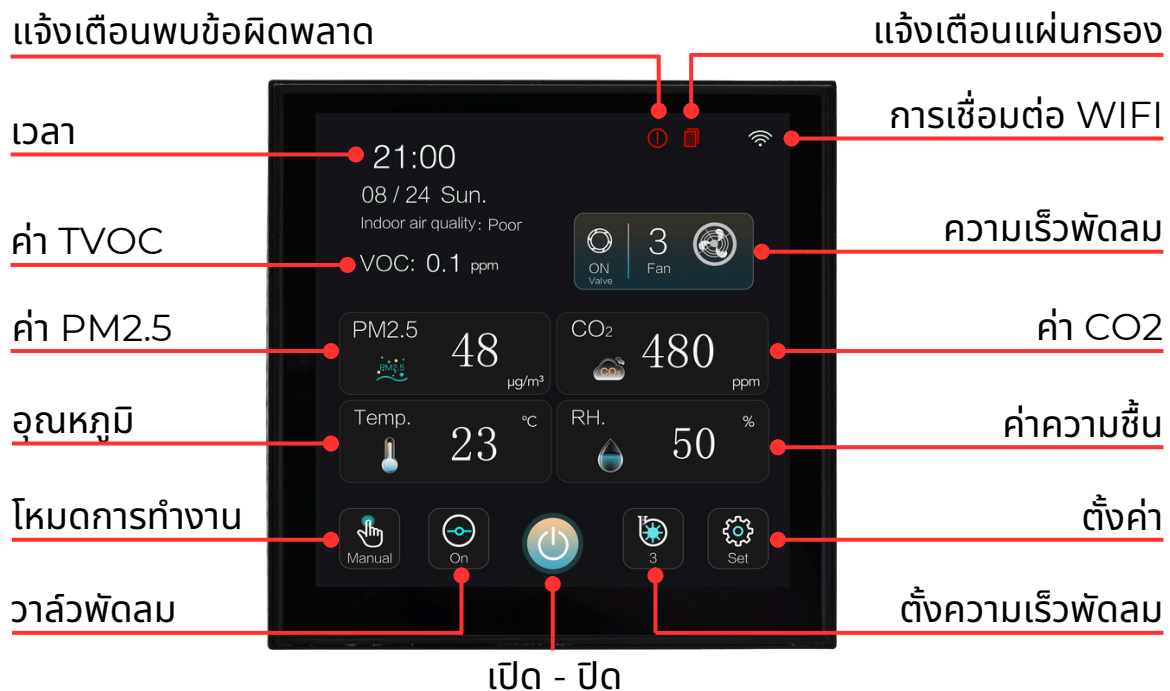 แจ้งเตือนพบข้อผิดพลาด
แจ้งเตือนแผ่นกรอง
เวลา
การเชื่อมต่อ WIFI
21:00
08 / 24 Sun.
Indoor air quality: Poor
ค่า TVOC
VOC: 0.1 ppm
ON
Valve
3
Fan
ความเร็วพัดลม
ค่า PM2.5
PM2.5
PM2.5
48
µg/m³
CO₂
CO₂
480
ppm
ค่า CO2
อุณหภูมิ
Temp.
23
°C
RH.
50
%
ค่าความชื้น
โหมดการทำงาน
Manual
On
3
Set
ตั้งค่า
วาล์วพัดลม
ตั้งความเร็วพัดลม
เปิด - ปิด